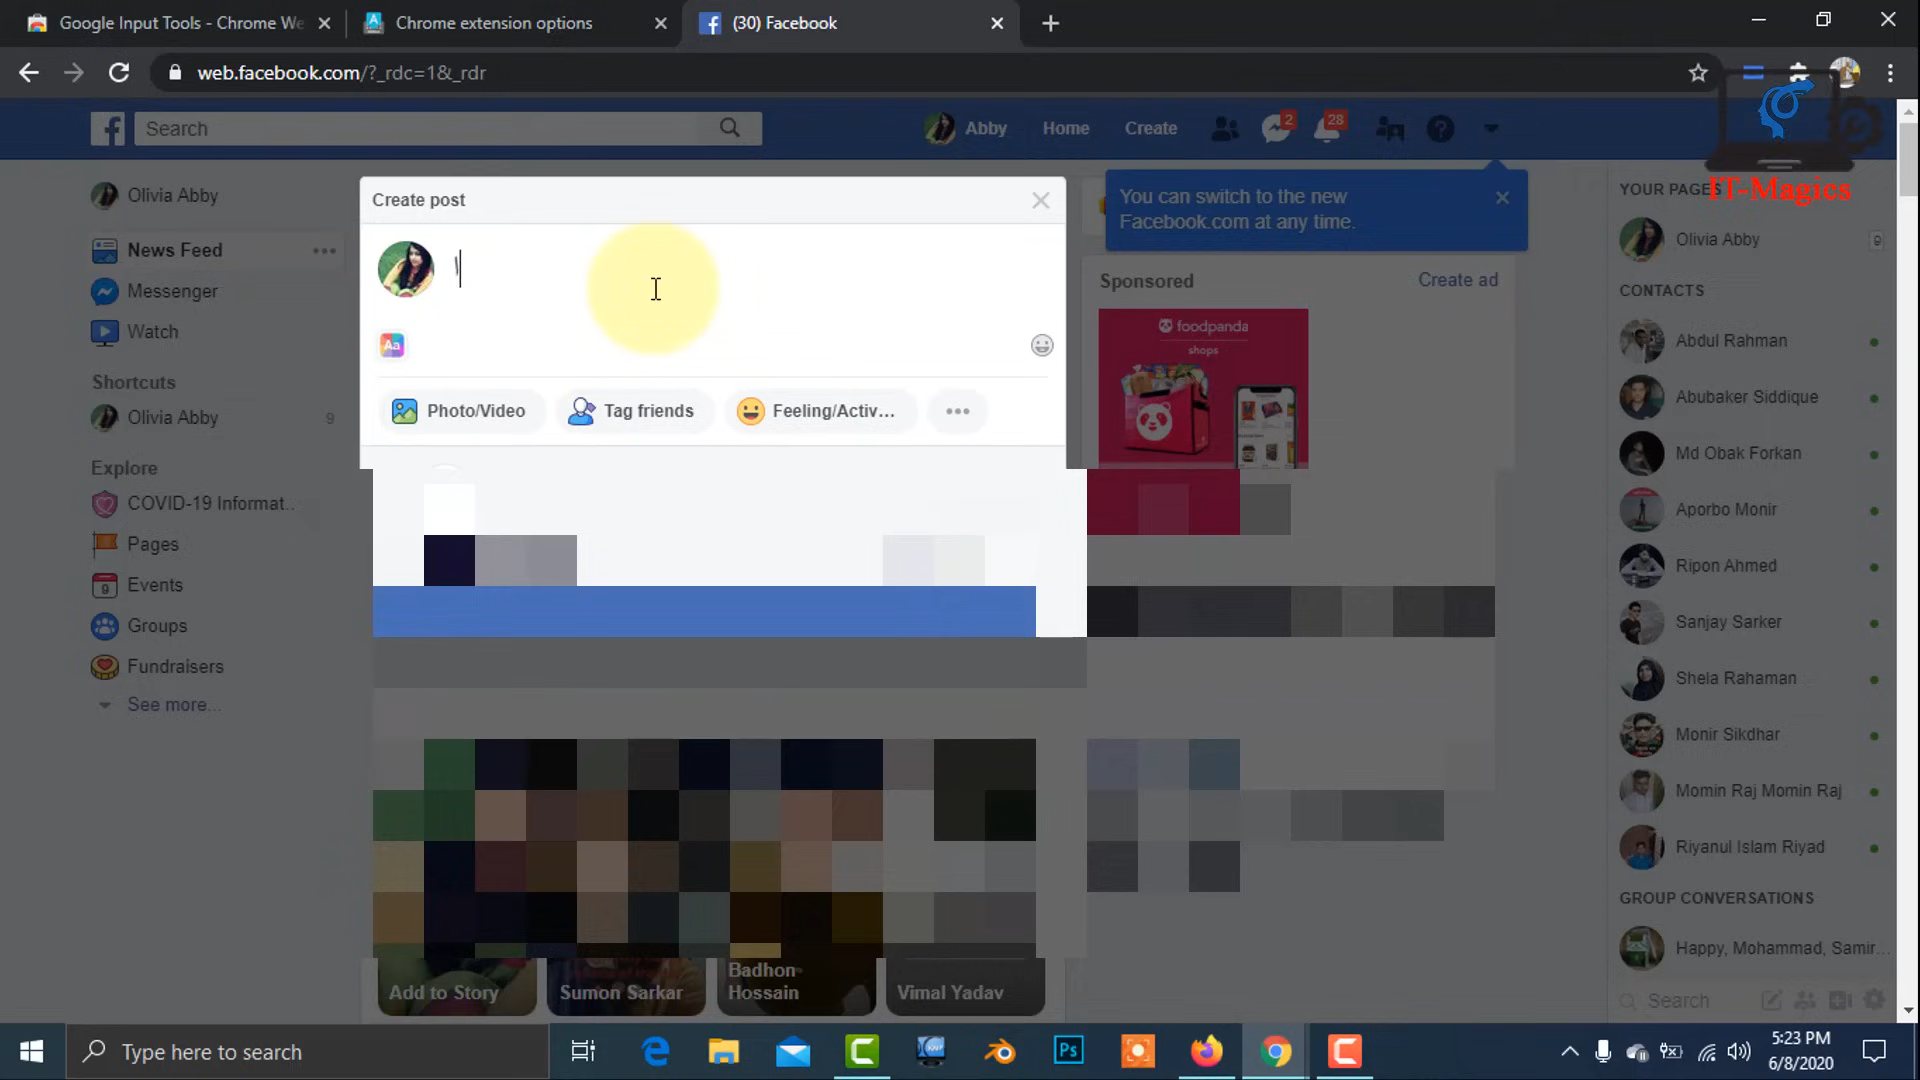 Google Input Tools - Chrome We
Chrome extension options
(30) Facebook
web.facebook.com/?_rdc=1&_rdr
Search
Abby
Home
Create
2
28
IT-Magics
Olivia Abby
News Feed
Messenger
Watch
Shortcuts
Olivia Abby
9
Explore
COVID-19 Informat...
Pages
Events
9
Groups
Fundraisers
See more...
Create post
Aa
Photo/Video
Tag friends
Feeling/Activ...
Add to Story
Sumon Sarkar
Badhon
Hossain
Vimal Yadav
You can switch to the new
Facebook.com at any time.
Sponsored
Create ad
foodpanda
shops
YOUR PAGES
Olivia Abby
9
CONTACTS
Abdul Rahman
Abubaker Siddique
Md Obak Forkan
Aporbo Monir
Ripon Ahmed
Sanjay Sarker
Shela Rahaman
Monir Sikdhar
Momin Raj Momin Raj
Riyanul Islam Riyad
GROUP CONVERSATIONS
Happy, Mohammad, Samir...
Search
Type here to search
Ps
5:23 PM
6/8/2020